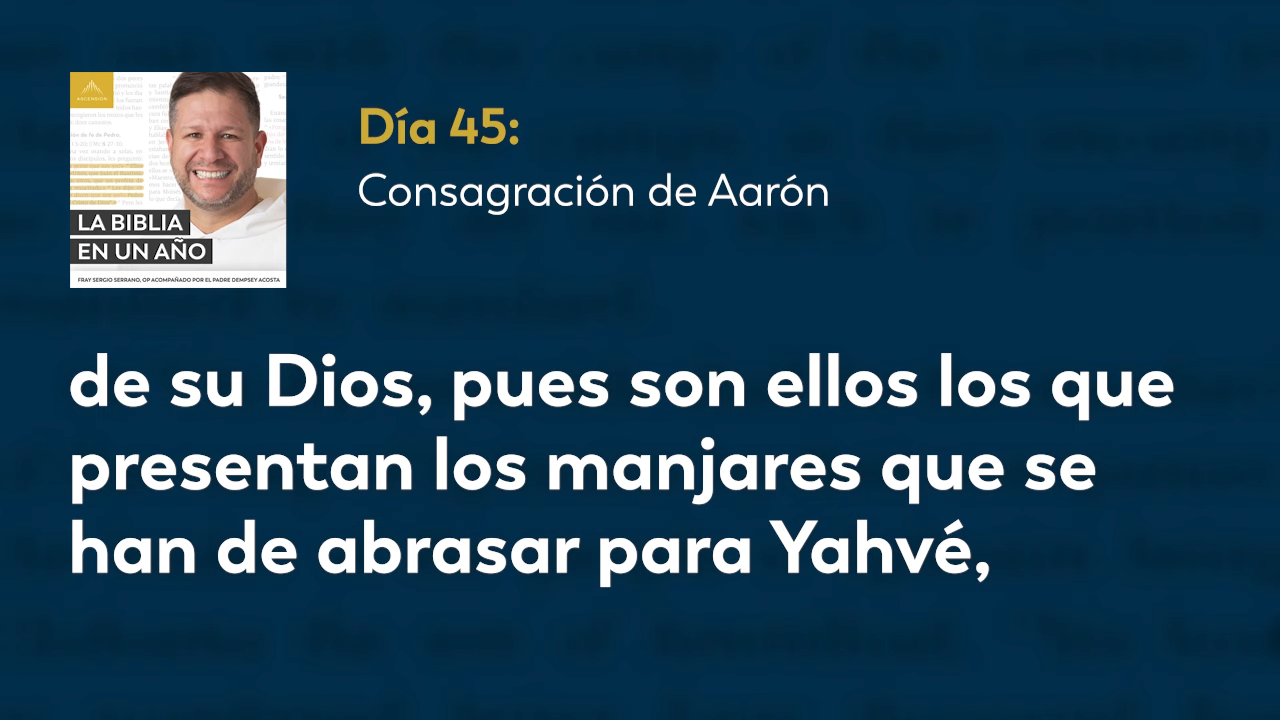 ASCENSION
LA BIBLIA
EN UN AÑO
FRAY SERGIO SERRANO, OP ACOMPAÑADO POR EL PADRE DEMPSEY ACOSTA
Día 45:
Consagración de Aarón
de su Dios, pues son ellos los que
presentan los manjares que se
han de abrasar para Yahvé,